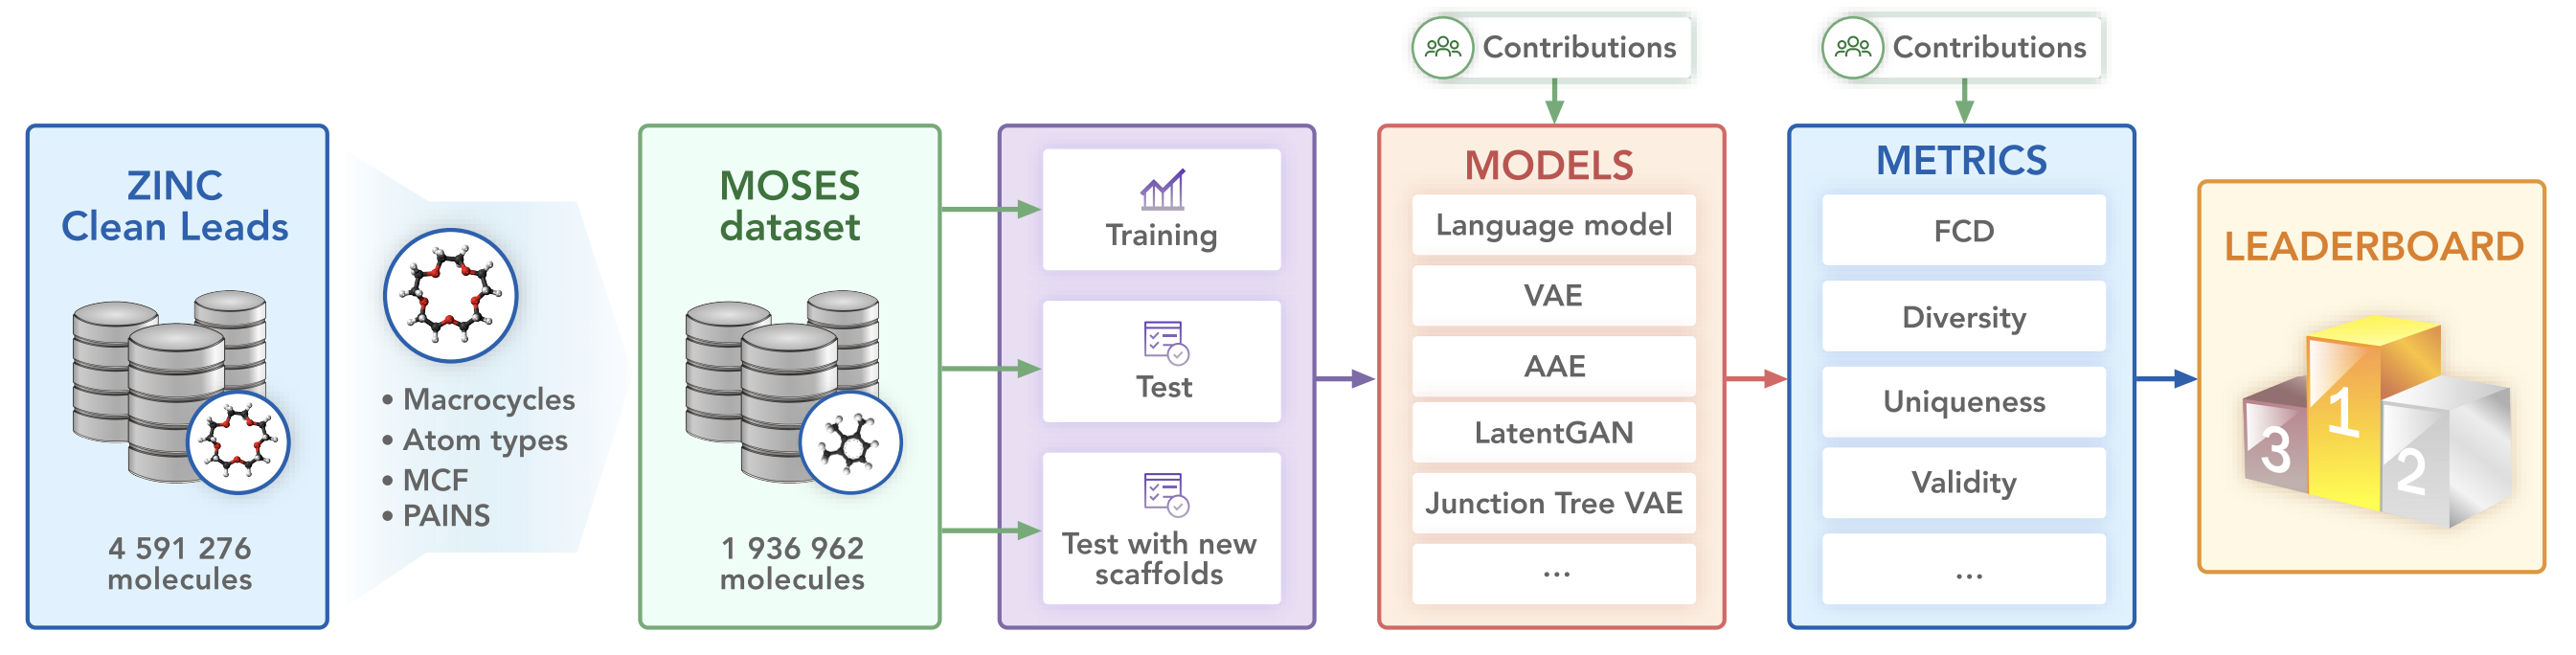 ZINC
Clean Leads
4 591 276
molecules
• Macrocycles
• Atom types
• MCF
• PAINS
MOSES
dataset
1 936 962
molecules
Training
Test
Test with new
scaffolds
Contributions
MODELS
Language model
VAE
AAE
LatentGAN
Junction Tree VAE
...
Contributions
METRICS
FCD
Diversity
Uniqueness
Validity
...
LEADERBOARD
3
1
2